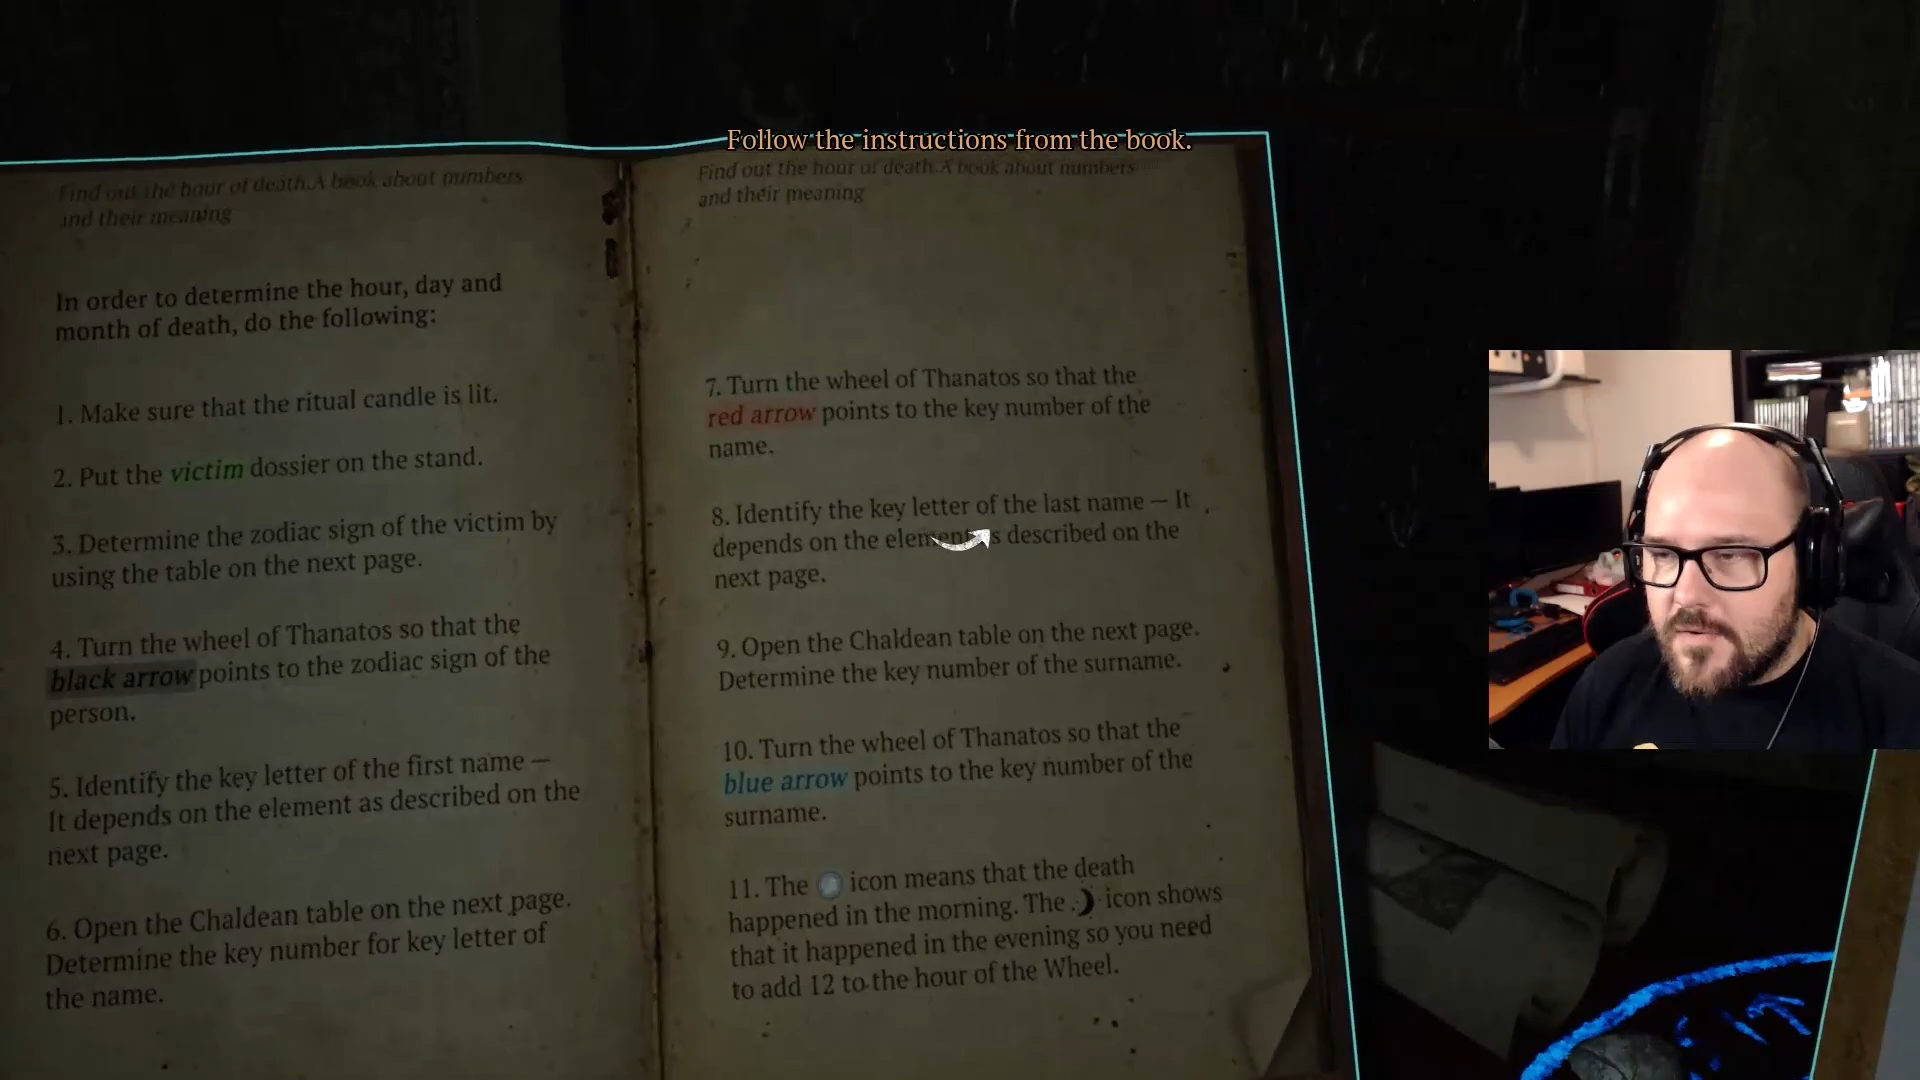 Follow the instructions from the book.
Find out the hour of death.A book about numbers
and their meaning
In order to determine the hour, day and
month of death, do the following:
1. Make sure that the ritual candle is lit.
2. Put the victim dossier on the stand.
3. Determine the zodiac sign of the victim by
using the table on the next page.
4. Turn the wheel of Thanatos so that the
black arrow points to the zodiac sign of the
person.
5. Identify the key letter of the first name —
It depends on the element as described on the
next page.
6. Open the Chaldean table on the next page.
Determine the key number for key letter of
the name.
Find out the hour of death.A book about numbers
and their meaning
7. Turn the wheel of Thanatos so that the
red arrow points to the key number of the
name.
8. Identify the key letter of the last name — It
depends on the element as described on the
next page.
9. Open the Chaldean table on the next page.
Determine the key number of the surname.
10. Turn the wheel of Thanatos so that the
blue arrow points to the key number of the
surname.
11. The icon means that the death
happened in the morning. The icon shows
that it happened in the evening so you need
to add 12 to the hour of the Wheel.